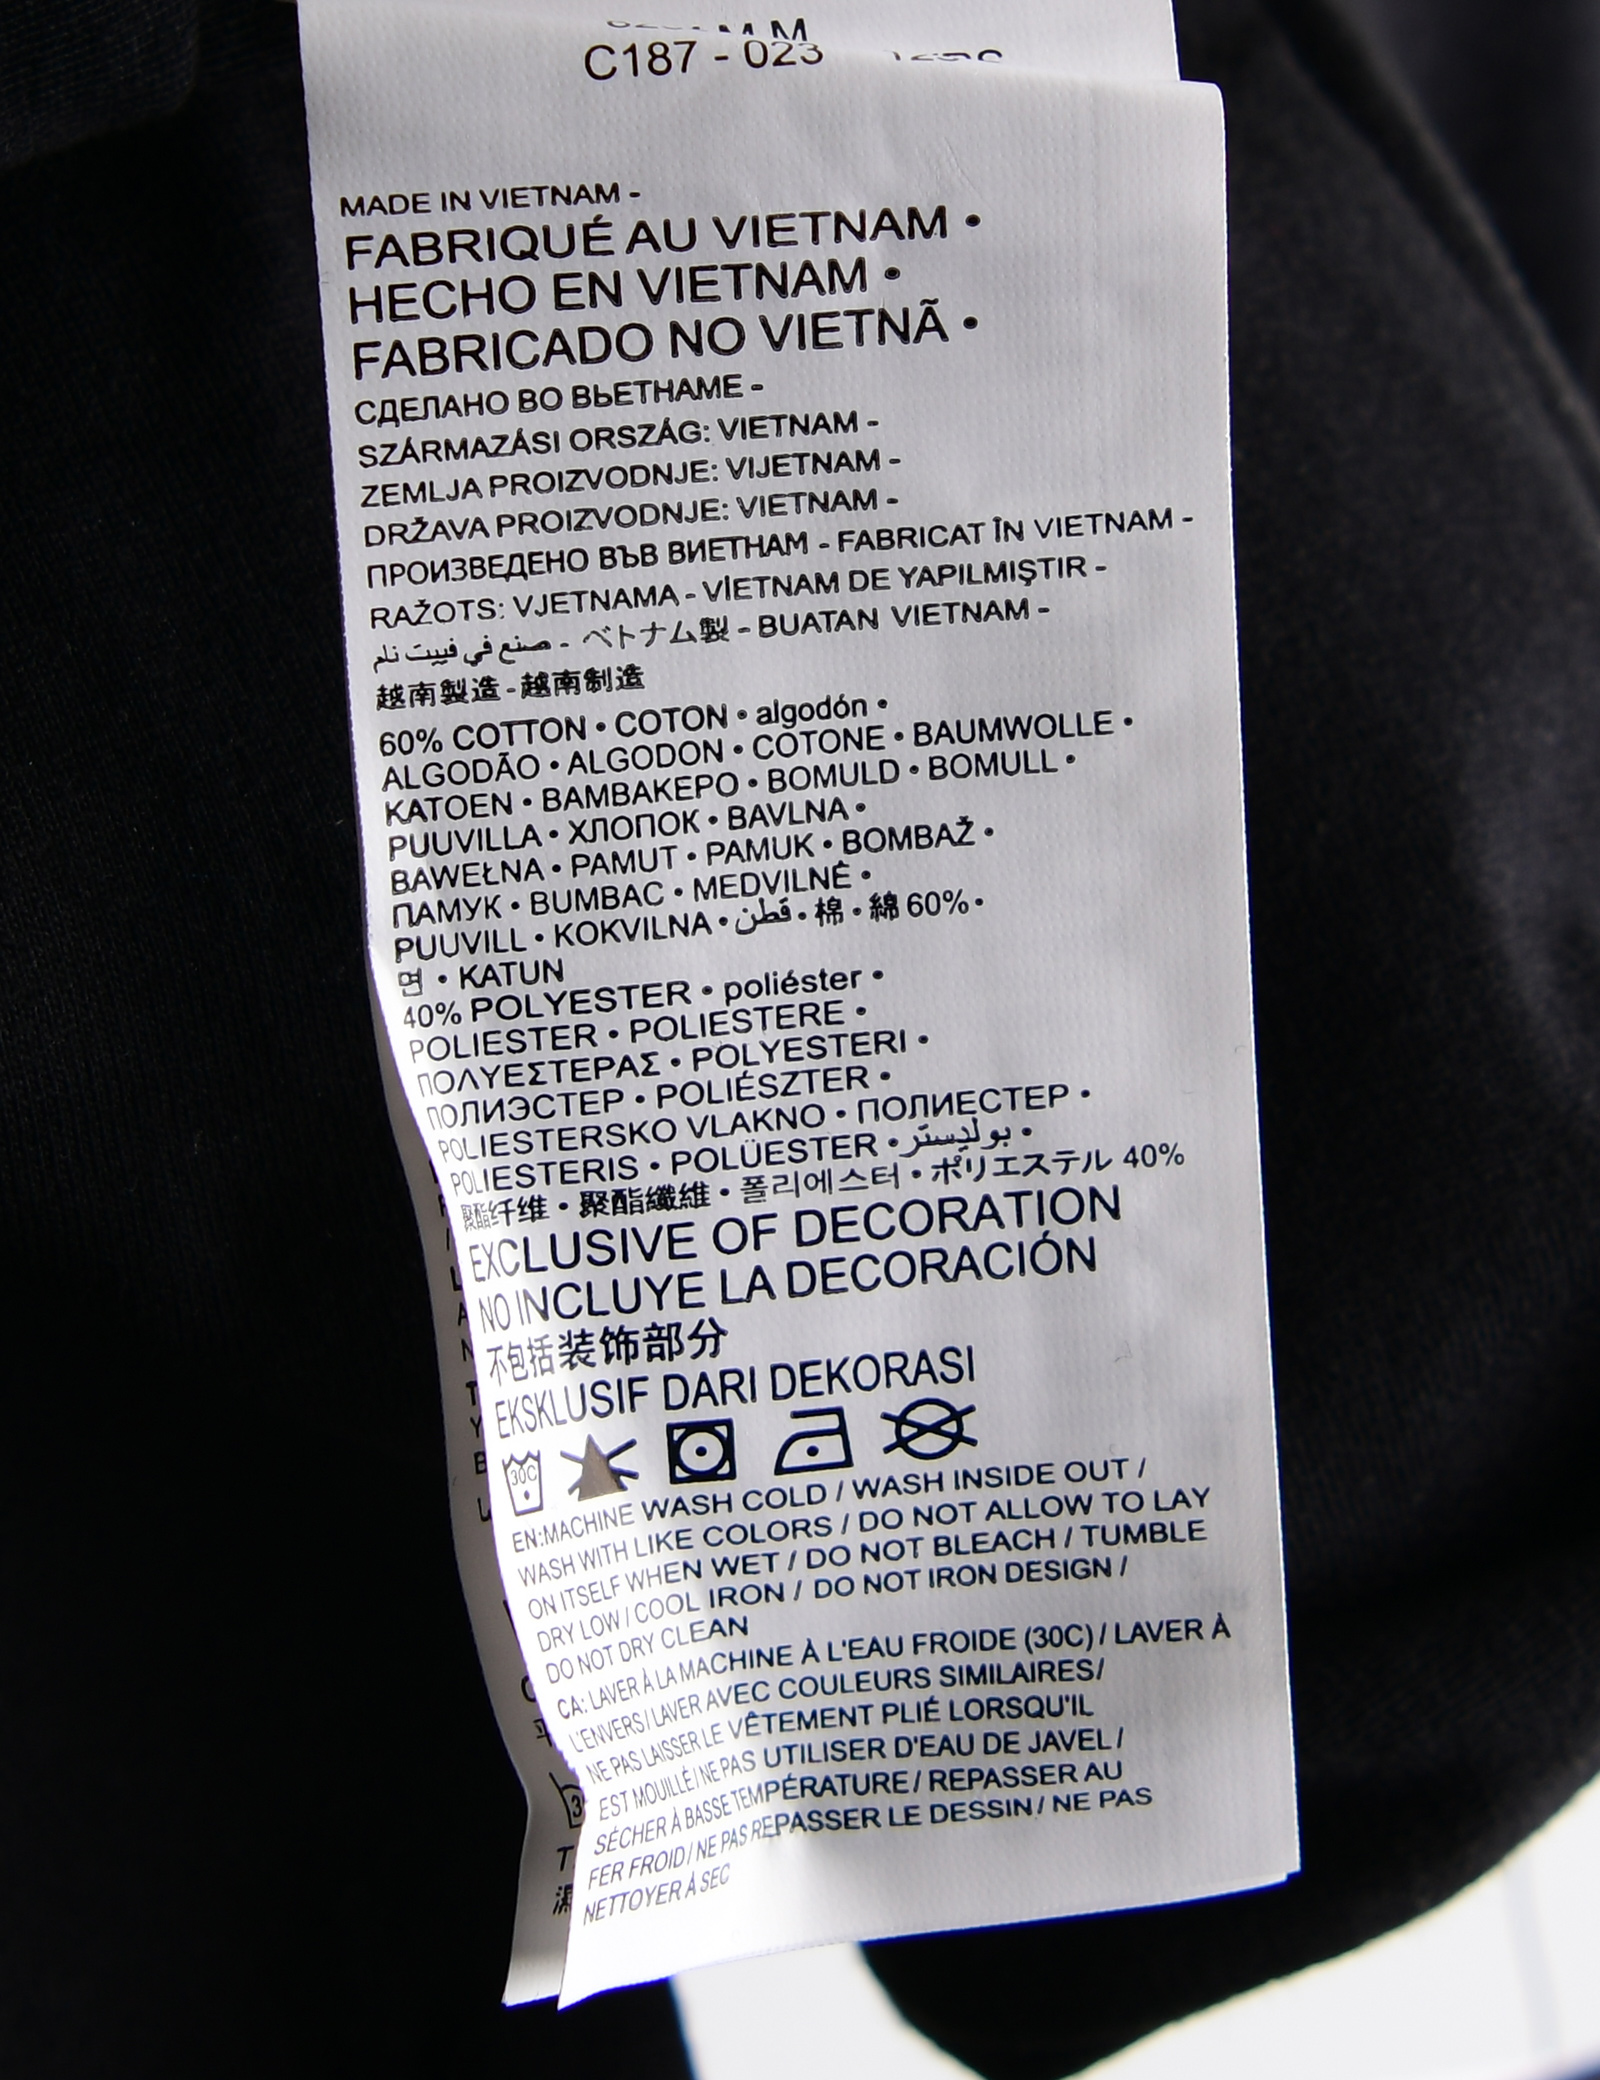 C187 - 023
MADE IN VIETNAM -
FABRIQUÉ AU VIETNAM •
HECHO EN VIETNAM •
FABRICADO NO VIETNÃ •
СДЕЛАНО ВО ВЬЕТНАМЕ -
SZÁRMAZÁSI ORSZÁG: VIETNAM -
ZEMLJA PROIZVODNJE: VIJETNAM -
DRŽAVA PROIZVODNJE: VIETNAM -
ПРОИЗВЕДЕНО ВЪВ ВИЕТНАМ - FABRICAT ÎN VIETNAM -
RAŽOTS: VJETNAMA - VİETNAM DE YAPILMIŞTIR -
صنع في فييت نام - ベトナム製 - BUATAN VIETNAM -
越南製造 - 越南制造
60% COTTON • COTON • algodón •
ALGODÃO • ALGODON • COTONE • BAUMWOLLE •
KATOEN • BAMBAKEPO • BOMULD • BOMULL •
PUUVILLA • ХЛОПОК • BAVLNA •
BAWEŁNA • PAMUT • PAMUK • BOMBAŽ •
ПАМУК • BUMBAC • MEDVILNÉ •
PUUVILL • KOKVILNA • قطن • 棉 • 綿 60% •
면 • KATUN
40% POLYESTER • poliéster •
POLIESTER • POLIESTERE •
ΠΟΛΥΕΣΤΕΡΑΣ • POLYESTERI •
ПОЛИЭСТЕР • POLIÉSZTER •
POLIESTERSKO VLAKNO • ПОЛИЕСТЕР •
POLIESTERIS • POLÜESTER • بوليستر •
聚酯纤维 • 聚酯纖維 • 폴리에스터 • ポリエステル 40%
EXCLUSIVE OF DECORATION
NO INCLUYE LA DECORACIÓN
不包括装饰部分
EKSKLUSIF DARI DEKORASI
30C
EN:MACHINE WASH COLD / WASH INSIDE OUT /
WASH WITH LIKE COLORS / DO NOT ALLOW TO LAY
ON ITSELF WHEN WET / DO NOT BLEACH / TUMBLE
DRY LOW / COOL IRON / DO NOT IRON DESIGN /
DO NOT DRY CLEAN
CA: LAVER À LA MACHINE À L'EAU FROIDE (30C) / LAVER À
L'ENVERS / LAVER AVEC COULEURS SIMILAIRES/
NE PAS LAISSER LE VÊTEMENT PLIÉ LORSQU'IL
EST MOUILLÉ / NE PAS UTILISER D'EAU DE JAVEL /
SÉCHER À BASSE TEMPÉRATURE / REPASSER AU
FER FROID / NE PAS REPASSER LE DESSIN / NE PAS
NETTOYER À SEC